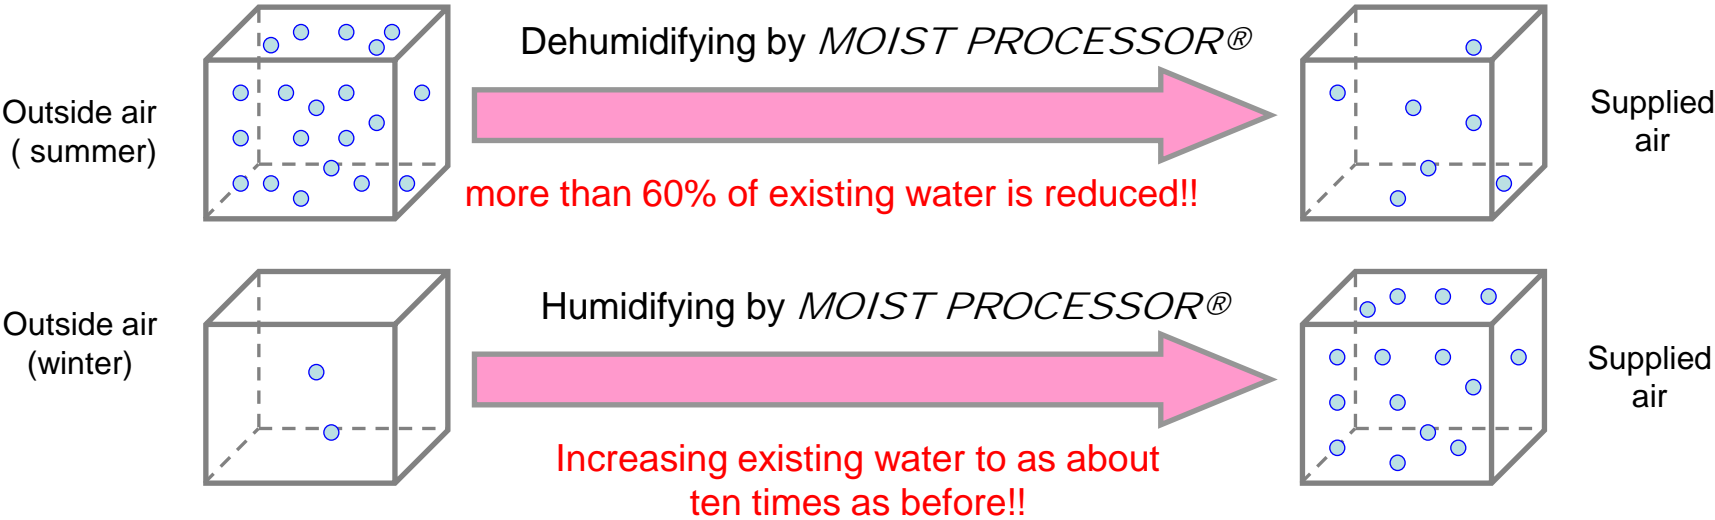 Dehumidifying by MOIST PROCESSOR®
Outside air
( summer)
Supplied
air
more than 60% of existing water is reduced!!
Humidifying by MOIST PROCESSOR®
Outside air
(winter)
Supplied
air
Increasing existing water to as about
ten times as before!!